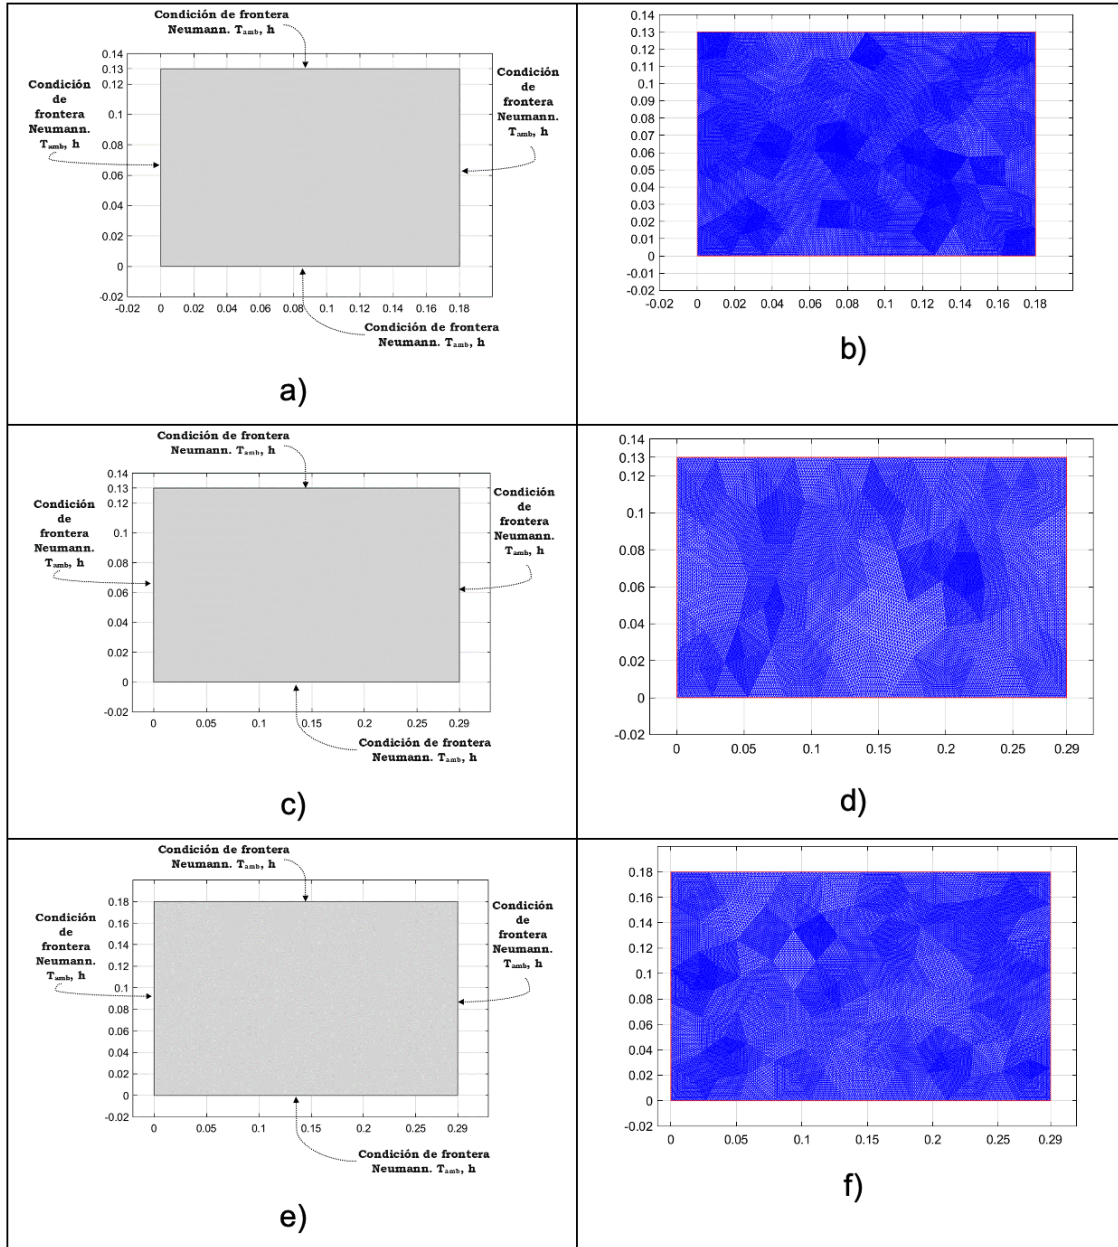 Condición de frontera
Neumann. Tamb, h
Condición
de
frontera
Neumann.
Tamb, h
Condición
de
frontera
Neumann.
Tamb, h
0.14
0.13
0.12
0.1
0.08
0.06
0.04
0.02
0
-0.02
-0.02 0 0.02 0.04 0.06 0.08 0.1 0.12 0.14 0.16 0.18
Condición de frontera
Neumann. Tamb, h
a)
0.14
0.13
0.12
0.11
0.1
0.09
0.08
0.07
0.06
0.05
0.04
0.03
0.02
0.01
0
-0.01
-0.02
-0.02 0 0.02 0.04 0.06 0.08 0.1 0.12 0.14 0.16 0.18
b)
Condición de frontera
Neumann. Tamb, h
Condición
de
frontera
Neumann.
Tamb, h
Condición
de
frontera
Neumann.
Tamb, h
0.14
0.13
0.12
0.1
0.08
0.06
0.04
0.02
0
-0.02
0 0.05 0.1 0.15 0.2 0.25 0.29
Condición de frontera
Neumann. Tamb, h
c)
0.14
0.13
0.12
0.1
0.08
0.06
0.04
0.02
0
-0.02
0 0.05 0.1 0.15 0.2 0.25 0.29
d)
Condición de frontera
Neumann. Tamb, h
Condición
de
frontera
Neumann.
Tamb, h
Condición
de
frontera
Neumann.
Tamb, h
0.18
0.16
0.14
0.12
0.1
0.08
0.06
0.04
0.02
0
-0.02
0 0.05 0.1 0.15 0.2 0.25 0.29
Condición de frontera
Neumann. Tamb, h
e)
0.18
0.16
0.14
0.12
0.1
0.08
0.06
0.04
0.02
0
-0.02
0 0.05 0.1 0.15 0.2 0.25 0.29
f)